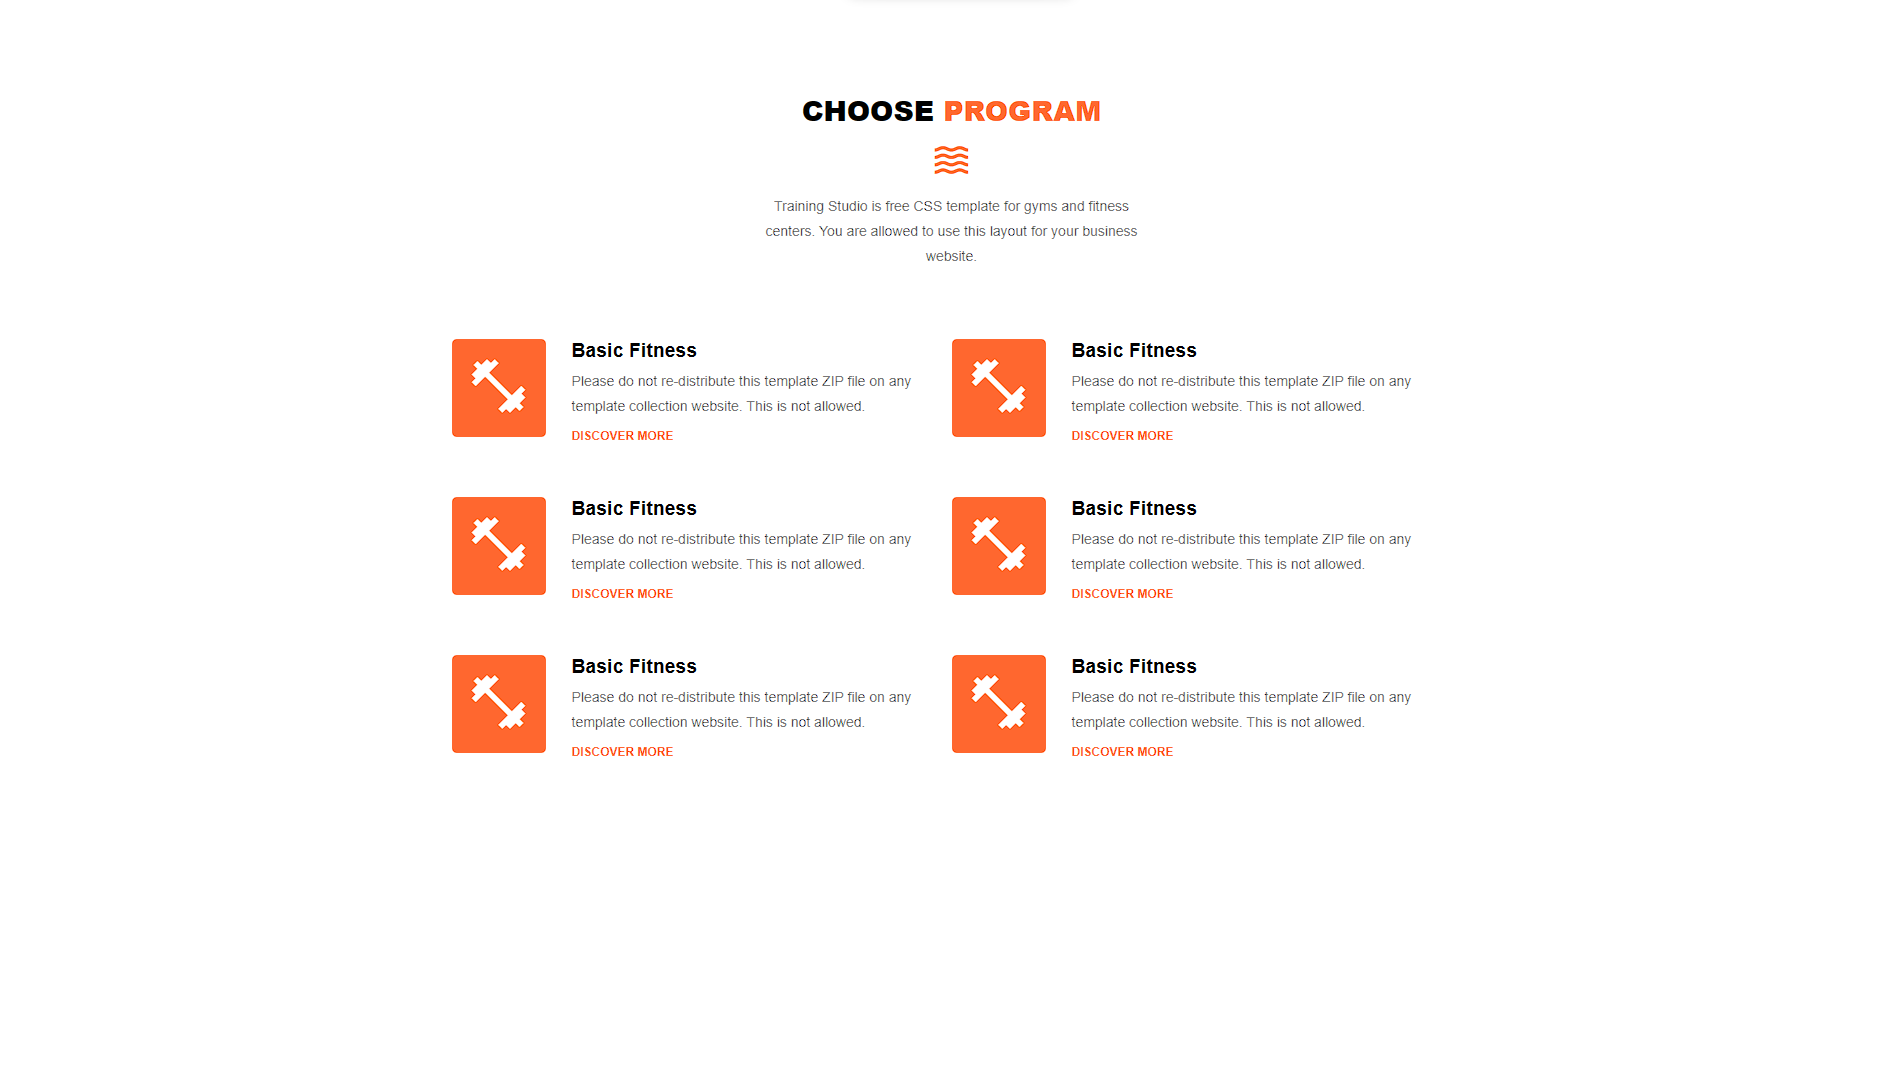 CHOOSE PROGRAM
Training Studio is free CSS template for gyms and fitness
centers. You are allowed to use this layout for your business
website.
Basic Fitness
Please do not re-distribute this template ZIP file on any
template collection website. This is not allowed.
DISCOVER MORE
Basic Fitness
Please do not re-distribute this template ZIP file on any
template collection website. This is not allowed.
DISCOVER MORE
Basic Fitness
Please do not re-distribute this template ZIP file on any
template collection website. This is not allowed.
DISCOVER MORE
Basic Fitness
Please do not re-distribute this template ZIP file on any
template collection website. This is not allowed.
DISCOVER MORE
Basic Fitness
Please do not re-distribute this template ZIP file on any
template collection website. This is not allowed.
DISCOVER MORE
Basic Fitness
Please do not re-distribute this template ZIP file on any
template collection website. This is not allowed.
DISCOVER MORE